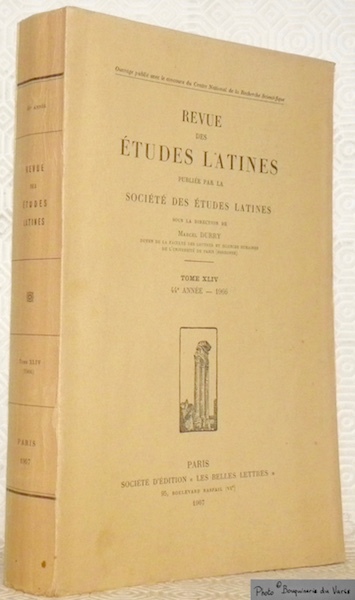 44e ANNÉE
REVUE
DES
ÉTUDES
LATINES
Tome XLIV
(1966)
PARIS
1967
Ouvrage publié avec le concours du Centre National de la Recherche Scientifique
REVUE
DES
ÉTUDES LATINES
PUBLIÉE PAR LA
SOCIÉTÉ DES ÉTUDES LATINES
SOUS LA DIRECTION DE
MARCEL DURRY
DOYEN DE LA FACULTÉ DES LETTRES ET SCIENCES HUMAINES
DE L'UNIVERSITÉ DE PARIS (SORBONNE)
TOME XLIV
44e ANNÉE — 1966
PARIS
SOCIÉTÉ D'ÉDITION « LES BELLES LETTRES »
95, BOULEVARD RASPAIL
1967
Photo © Bouquinerie du Varis